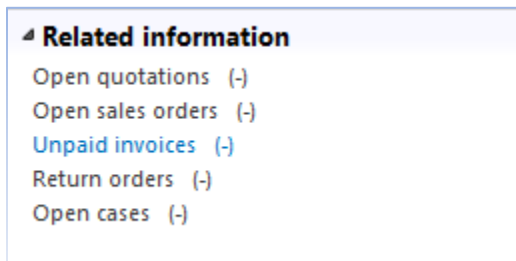 Related information
Open quotations (-)
Open sales orders (-)
Unpaid invoices (-)
Return orders (-)
Open cases (-)